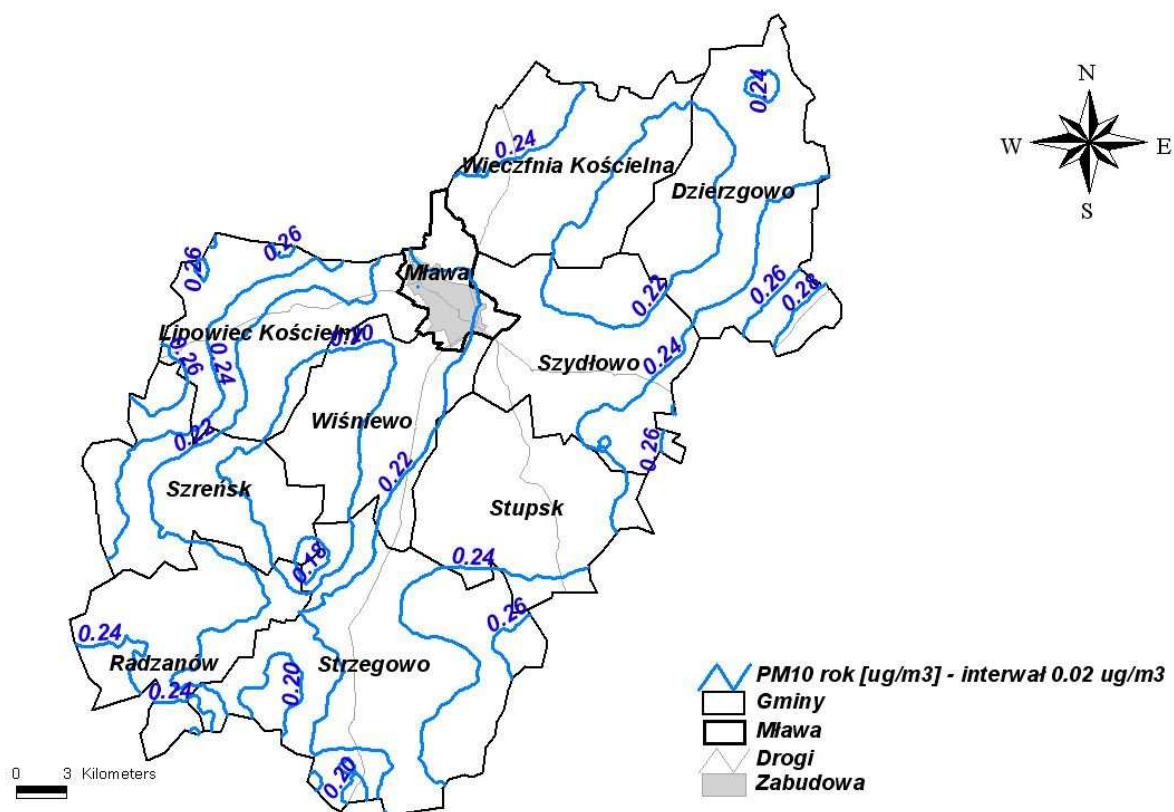 N
W E
S
0.24
0.24
Wieczfnia Kościelna
Dzierzgowo
0.26
0.26
Mława
0.22
0.26
0.28
Lipowiec Kościelny
0.20
0.26
0.24
Szydłowo
0.24
Wiśniewo
0.22
0.22
0.26
Szreńsk
Stupsk
0.18
0.24
0.26
0.24
Radzanów
Strzegowo
0.24
0.20
0.20
PM10 rok [ug/m3] - interwał 0.02 ug/m3
Gminy
Mława
Drogi
Zabudowa
0 3 Kilometers